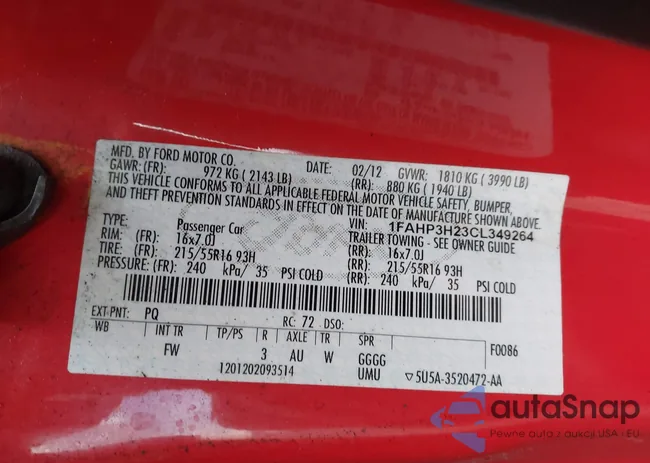 MFD. BY FORD MOTOR CO. DATE: 02/12 GVWR: 1810 KG ( 3990 LB)
GAWR: (FR): 972 KG ( 2143 LB) (RR): 880 KG ( 1940 LB)
THIS VEHICLE CONFORMS TO ALL APPLICABLE FEDERAL MOTOR VEHICLE SAFETY, BUMPER,
AND THEFT PREVENTION STANDARDS IN EFFECT ON THE DATE OF MANUFACTURE SHOWN ABOVE.
VIN: 1FAHP3H23CL349264
TYPE: Passenger Car TRAILER TOWING - SEE OWNER GUIDE
RIM: (FR): 16x7.0J (RR): 16x7.0J
TIRE: (FR): 215/55R16 93H (RR): 215/55R16 93H
PRESSURE: (FR): 240 kPa/ 35 PSI COLD (RR): 240 kPa/ 35 PSI COLD
EXT PNT: PQ RC: 72 DSO: F0086
WB INT TR TP/PS R AXLE TR SPR
FW 3 AU W GGGG
1201202093514 UMU ▽5U5A-3520472-AA
autaSnap
Pewne auta z aukcji USA - EU